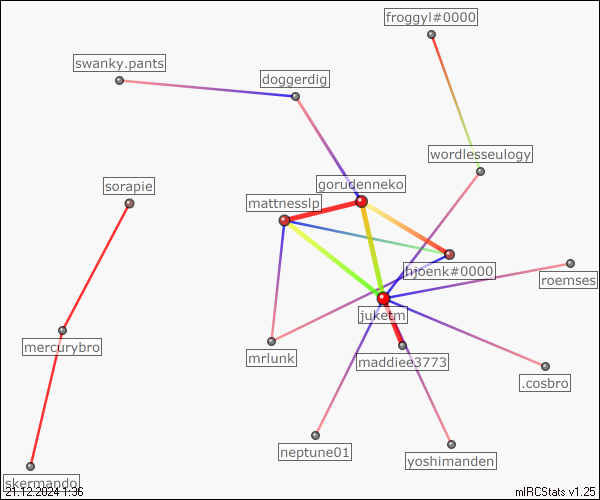 froggyl#0000
swanky.pants
doggerdig
wordlesseulogy
sorapie
gorudenneko
mattnesslp
hjoenk#0000
roemses
juketm
mercurybro
mrlunk
maddiee3773
.cosbro
neptune01
yoshimanden
skermando
21.12.2024 1:36
mIRCStats v1.25